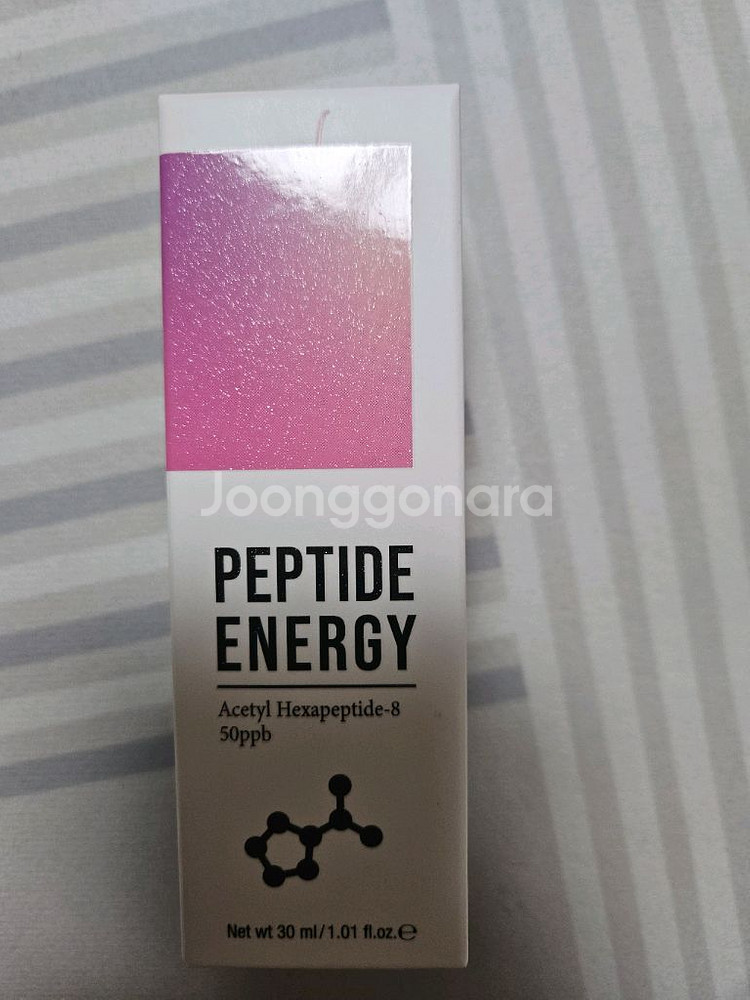 Joonggonara
PEPTIDE
ENERGY
Acetyl Hexapeptide-8
50ppb
Net wt 30 ml/1.01 fl.oz.℮